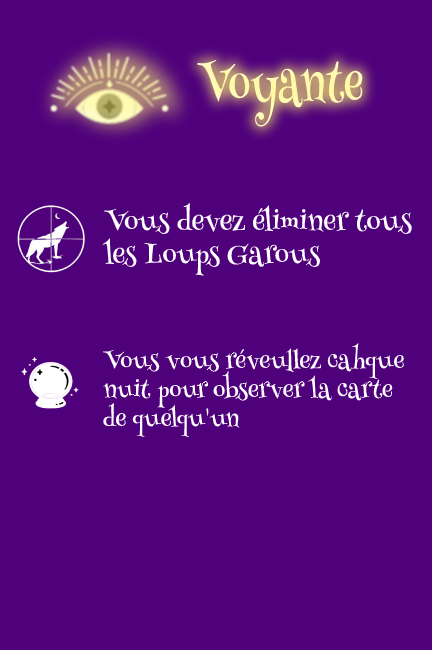 Voyante
Vous devez éliminer tous
les Loups Garous
Vous vous réveullez cahque
nuit pour observer la carte
de quelqu'un